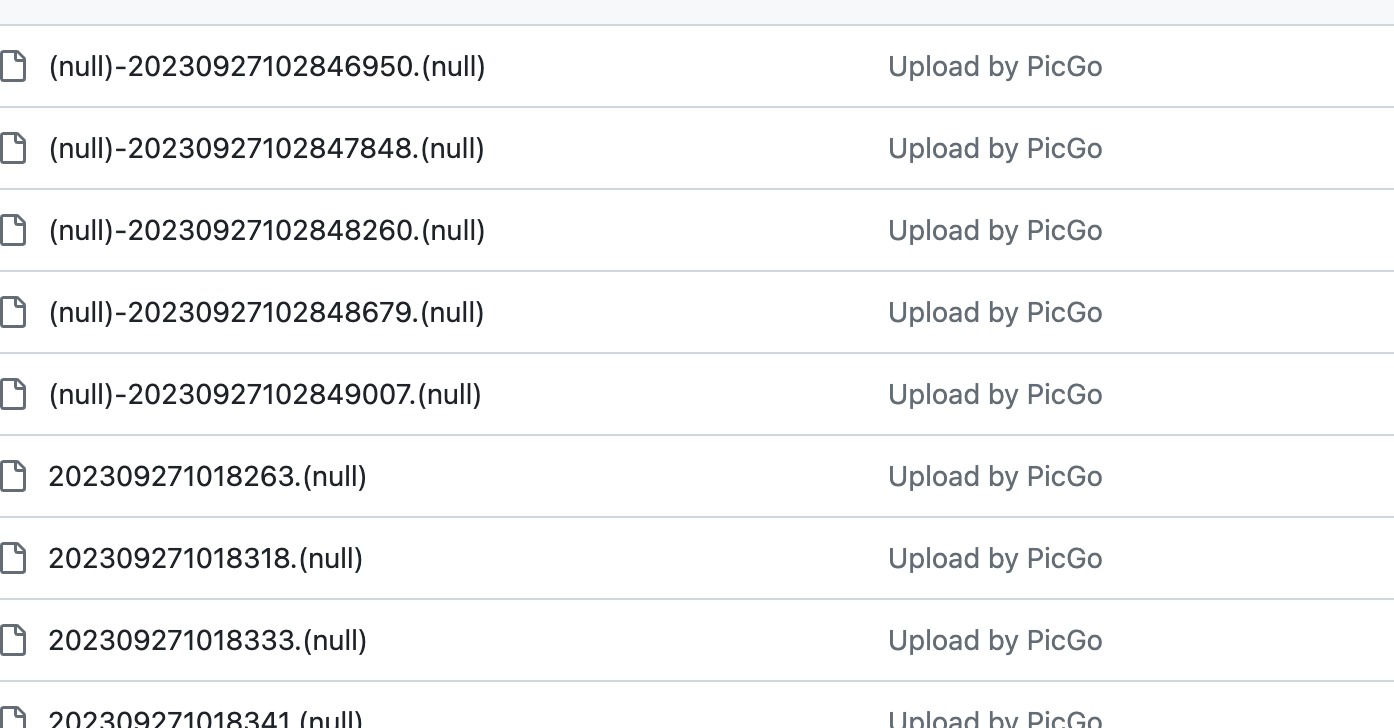 (null)-20230927102846950.(null) Upload by PicGo
(null)-20230927102847848.(null) Upload by PicGo
(null)-20230927102848260.(null) Upload by PicGo
(null)-20230927102848679.(null) Upload by PicGo
(null)-20230927102849007.(null) Upload by PicGo
202309271018263.(null) Upload by PicGo
202309271018318.(null) Upload by PicGo
202309271018333.(null) Upload by PicGo
202309271018341.(null) Upload by PicGo